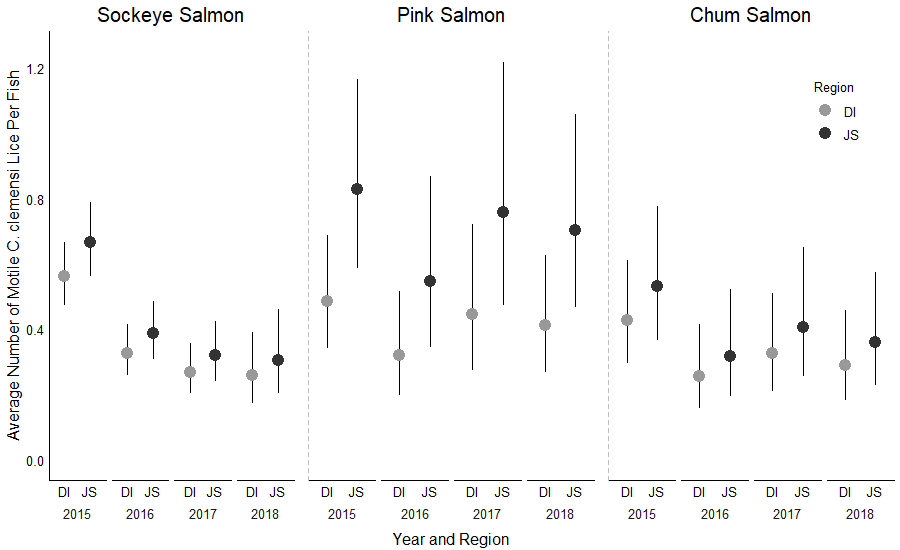 Sockeye Salmon Pink Salmon Chum Salmon
Average Number of Motile C. clemensi Lice Per Fish
1.2
0.8
0.4
0.0
Region
DI
JS
DI JS DI JS DI JS DI JS DI JS DI JS DI JS DI JS DI JS DI JS DI JS DI JS
2015 2016 2017 2018 2015 2016 2017 2018 2015 2016 2017 2018
Year and Region